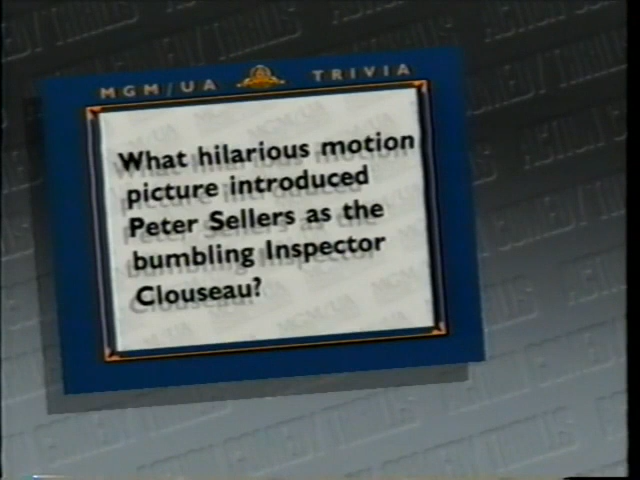 MGM/UA TRIVIA
What hilarious motion
picture introduced
Peter Sellers as the
bumbling Inspector
Clouseau?